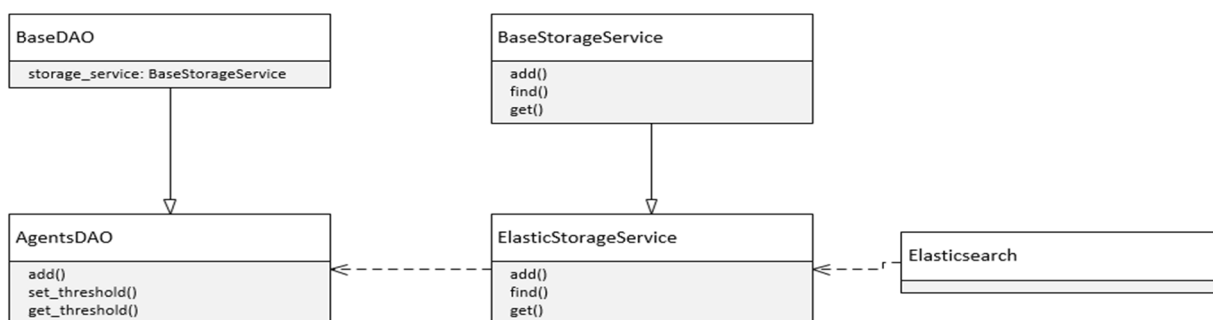 BaseDAO
storage_service: BaseStorageService
BaseStorageService
add()
find()
get()
AgentsDAO
add()
set_threshold()
get_threshold()
ElasticStorageService
add()
find()
get()
Elasticsearch